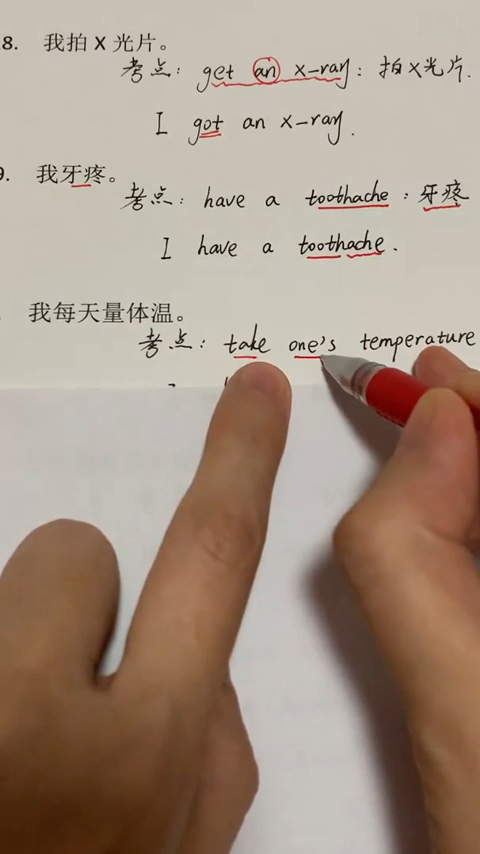 8. 我拍 X 光片。
考点: get an x-ray: 拍X光片.
I got an x-ray.
9. 我牙疼。
考点: have a toothache: 牙疼
I have a toothache.
我每天量体温。
考点: take one's temperature